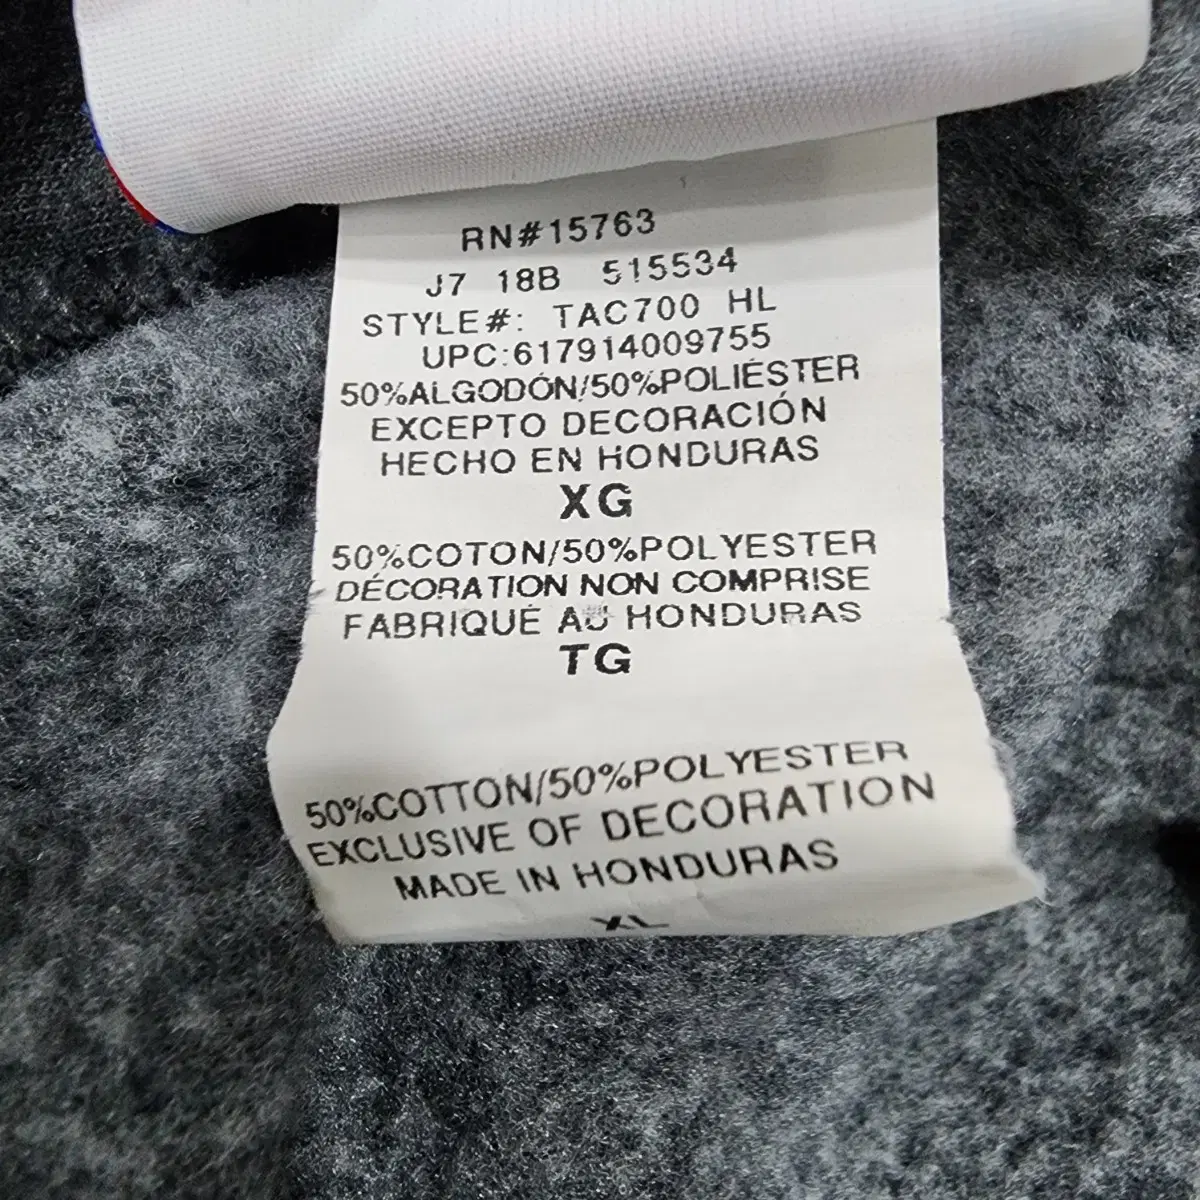 RN#15763
J7 18B 515534
STYLE#: TAC700 HL
UPC:617914009755
50%ALGODÓN/50%POLIÉSTER
EXCEPTO DECORACIÓN
HECHO EN HONDURAS
XG
50%COTON/50%POLYESTER
DÉCORATION NON COMPRISE
FABRIQUÉ AU HONDURAS
TG
50%COTTON/50%POLYESTER
EXCLUSIVE OF DECORATION
MADE IN HONDURAS
XL